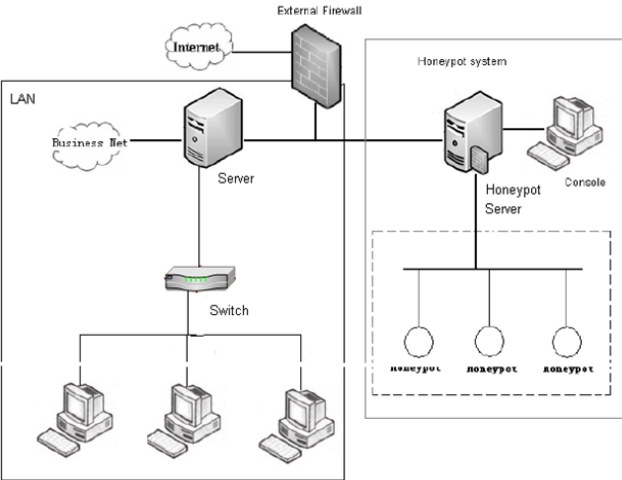 External Firewall
Internet
Honeypot system
LAN
Business Net
Server
Honeypot
Server
Console
Switch
honeypot
honeypot
honeypot